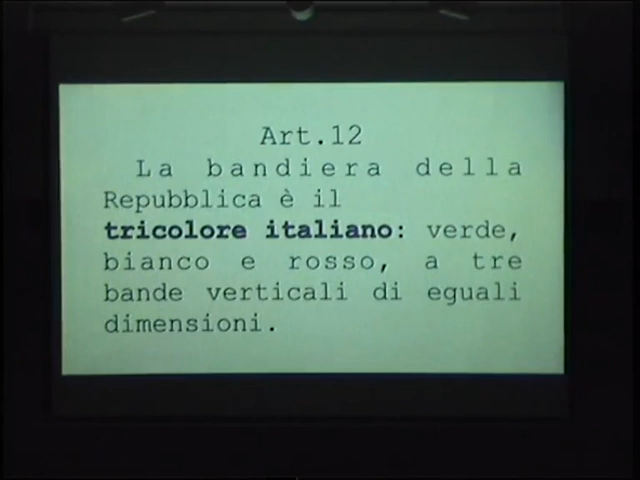 Art.12
La bandiera della
Repubblica è il
tricolore italiano: verde,
bianco e rosso, a tre
bande verticali di eguali
dimensioni.